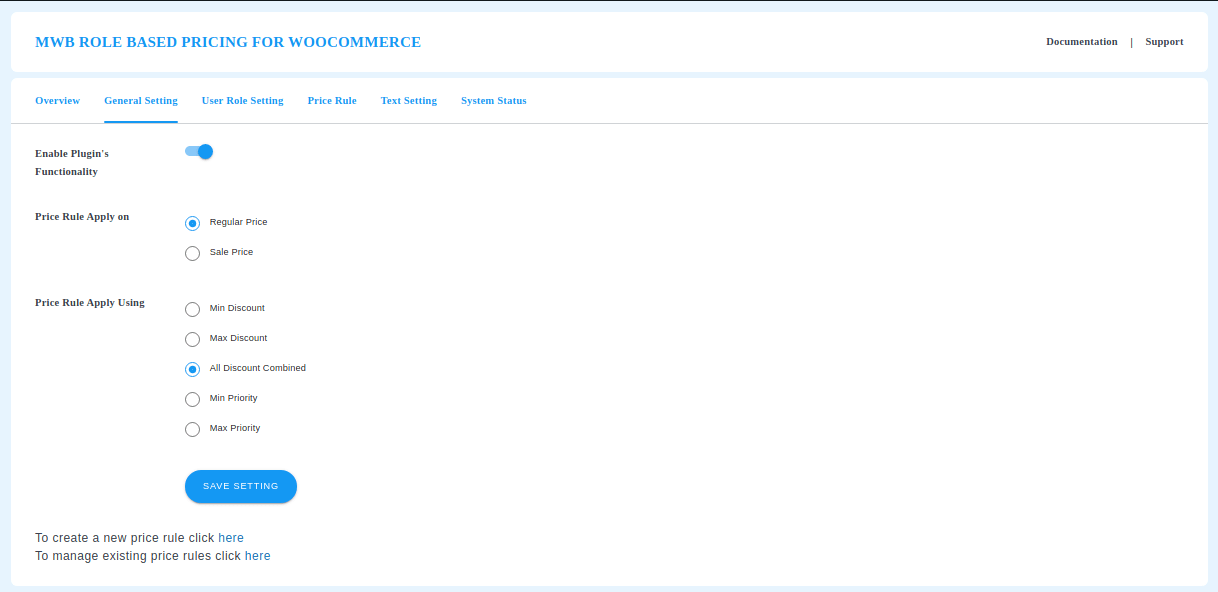 MWB ROLE BASED PRICING FOR WOOCOMMERCE
Documentation | Support
Overview General Setting User Role Setting Price Rule Text Setting System Status
Enable Plugin's
Functionality
Price Rule Apply on
Regular Price
Sale Price
Price Rule Apply Using
Min Discount
Max Discount
All Discount Combined
Min Priority
Max Priority
SAVE SETTING
To create a new price rule click here
To manage existing price rules click here